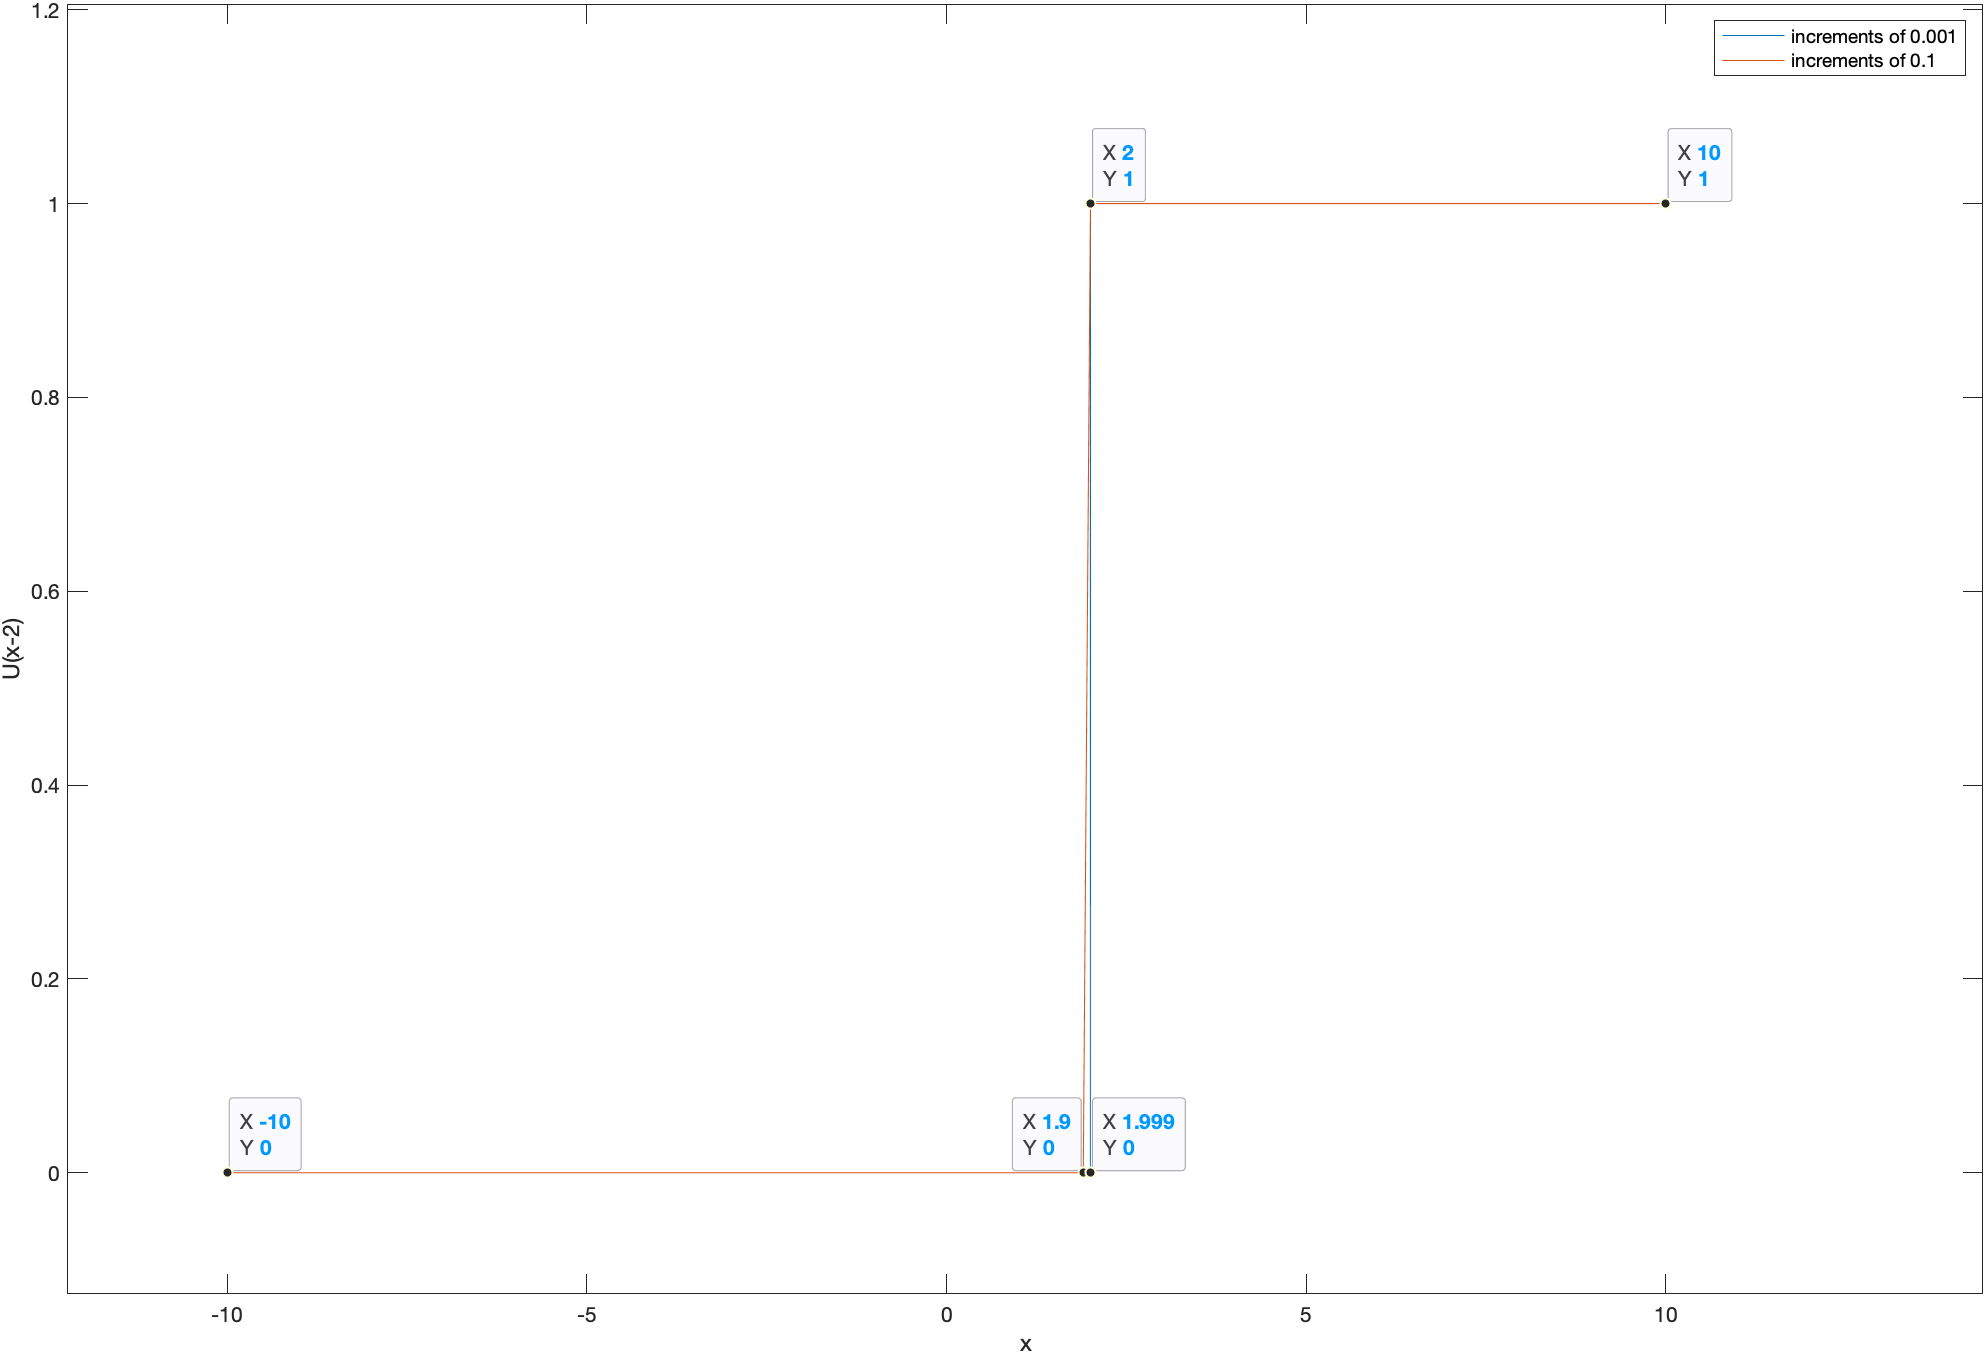 1.2
increments of 0.001
increments of 0.1
X 2
Y 1
X 10
Y 1
1
0.8
0.6
U(x-2)
0.4
0.2
X -10
Y 0
X 1.9
Y 0
X 1.999
Y 0
0
-10
-5
0
5
10
x